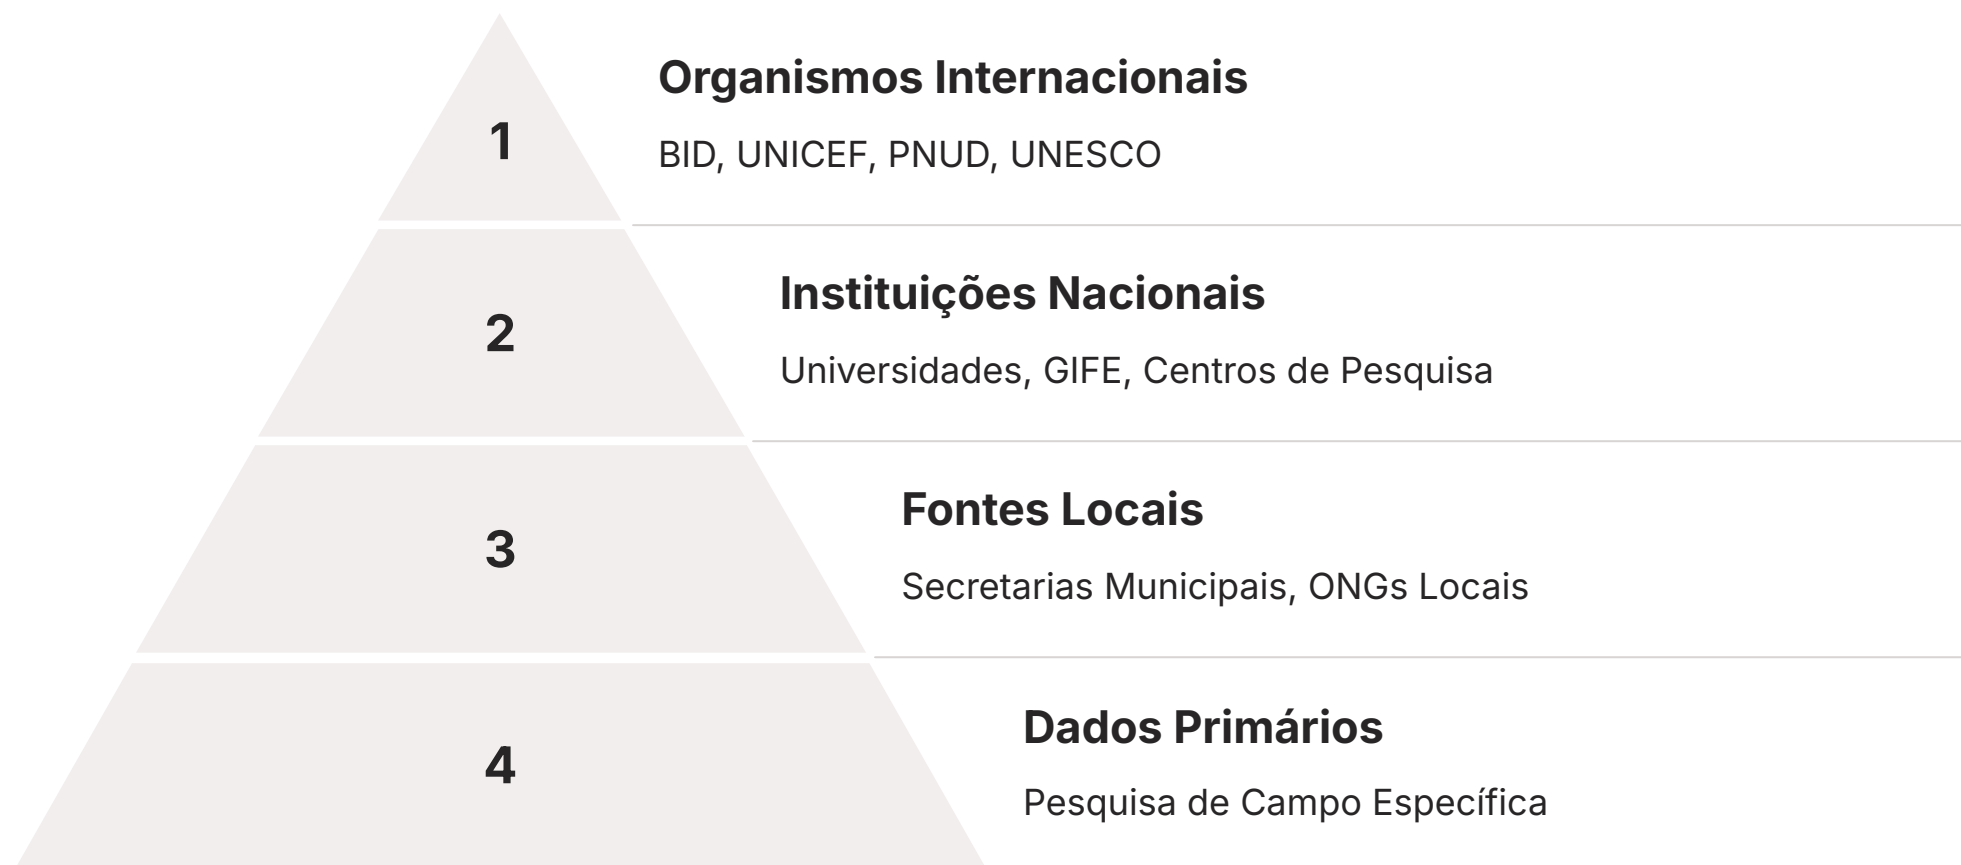 1
Organismos Internacionais
BID, UNICEF, PNUD, UNESCO
2
Instituições Nacionais
Universidades, GIFE, Centros de Pesquisa
3
Fontes Locais
Secretarias Municipais, ONGs Locais
4
Dados Primários
Pesquisa de Campo Específica